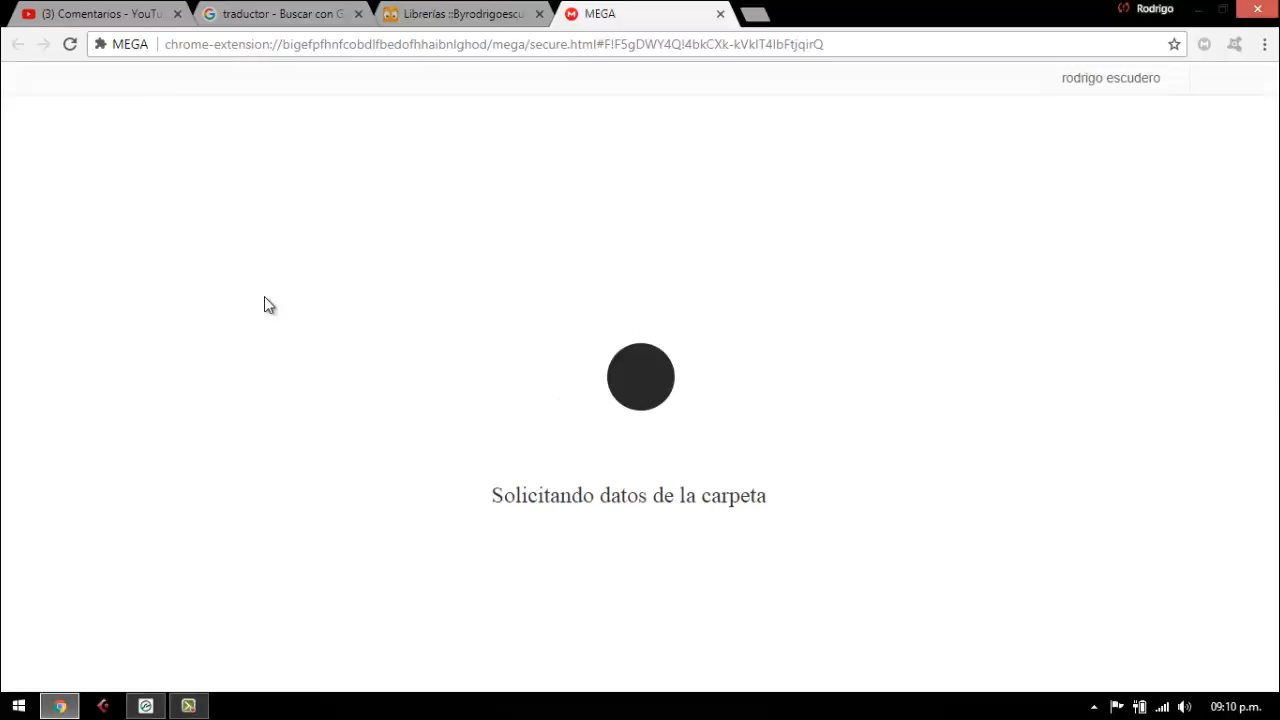 (3) Comentarios - YouTu
traductor - Buscar con G
Librerías ::Byrodrigoescu
MEGA
Rodrigo
MEGA
chrome-extension://bigefpfhnfcobdlfbedofhhaibnlghod/mega/secure.html#F!F5gDWY4Q!4bkCXk-kVkIT4IbFtjqirQ
rodrigo escudero
Solicitando datos de la carpeta
09:10 p.m.